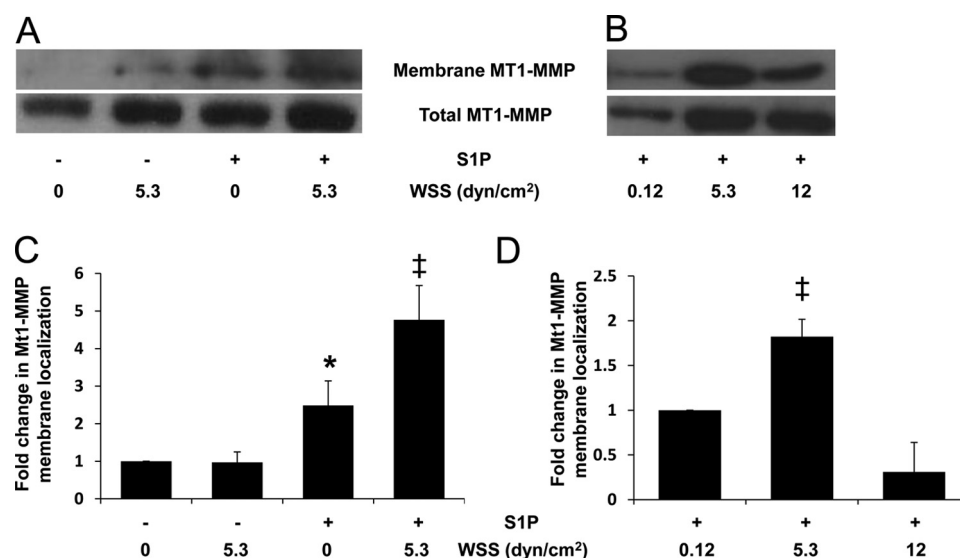 A
B
Membrane MT1-MMP
Total MT1-MMP
- - + + S1P + + +
0 5.3 0 5.3 WSS (dyn/cm²) 0.12 5.3 12
C
D
Fold change in Mt1-MMP
membrane localization
6
5
4
3
2
1
0
*
‡
Fold change in Mt1-MMP
membrane localization
2.5
2
1.5
1
0.5
0
‡
- - + + S1P + + +
0 5.3 0 5.3 WSS (dyn/cm²) 0.12 5.3 12